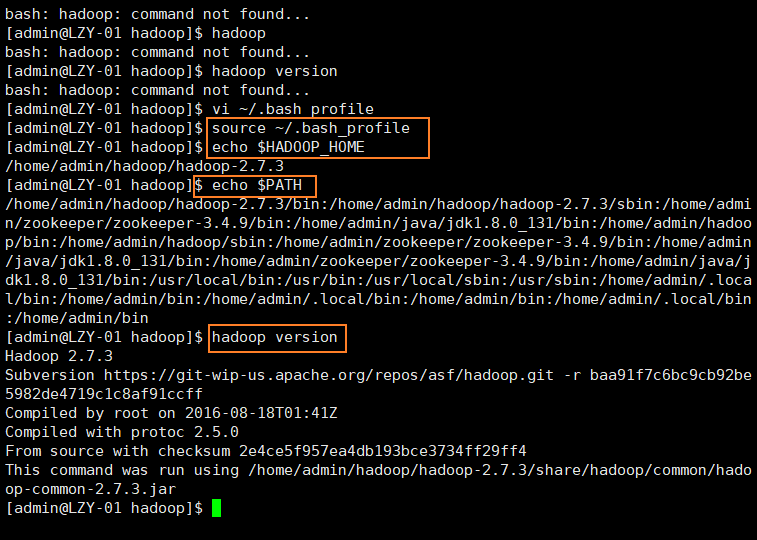 bash: hadoop: command not found...
[admin@LZY-01 hadoop]$ hadoop
bash: hadoop: command not found...
[admin@LZY-01 hadoop]$ hadoop version
bash: hadoop: command not found...
[admin@LZY-01 hadoop]$ vi ~/.bash_profile
[admin@LZY-01 hadoop]$ source ~/.bash_profile
[admin@LZY-01 hadoop]$ echo $HADOOP_HOME
/home/admin/hadoop/hadoop-2.7.3
[admin@LZY-01 hadoop]$ echo $PATH
/home/admin/hadoop/hadoop-2.7.3/bin:/home/admin/hadoop/hadoop-2.7.3/sbin:/home/admi
n/zookeeper/zookeeper-3.4.9/bin:/home/admin/java/jdk1.8.0_131/bin:/home/admin/hadoo
p/bin:/home/admin/hadoop/sbin:/home/admin/zookeeper/zookeeper-3.4.9/bin:/home/admin
/java/jdk1.8.0_131/bin:/home/admin/zookeeper/zookeeper-3.4.9/bin:/home/admin/java/j
dk1.8.0_131/bin:/usr/local/bin:/usr/bin:/usr/local/sbin:/usr/sbin:/home/admin/.loca
l/bin:/home/admin/bin:/home/admin/.local/bin:/home/admin/bin:/home/admin/.local/bin
:/home/admin/bin
[admin@LZY-01 hadoop]$ hadoop version
Hadoop 2.7.3
Subversion https://git-wip-us.apache.org/repos/asf/hadoop.git -r baa91f7c6bc9cb92be
5982de4719c1c8af91ccff
Compiled by root on 2016-08-18T01:41Z
Compiled with protoc 2.5.0
From source with checksum 2e4ce5f957ea4db193bce3734ff29ff4
This command was run using /home/admin/hadoop/hadoop-2.7.3/share/hadoop/common/hado
op-common-2.7.3.jar
[admin@LZY-01 hadoop]$